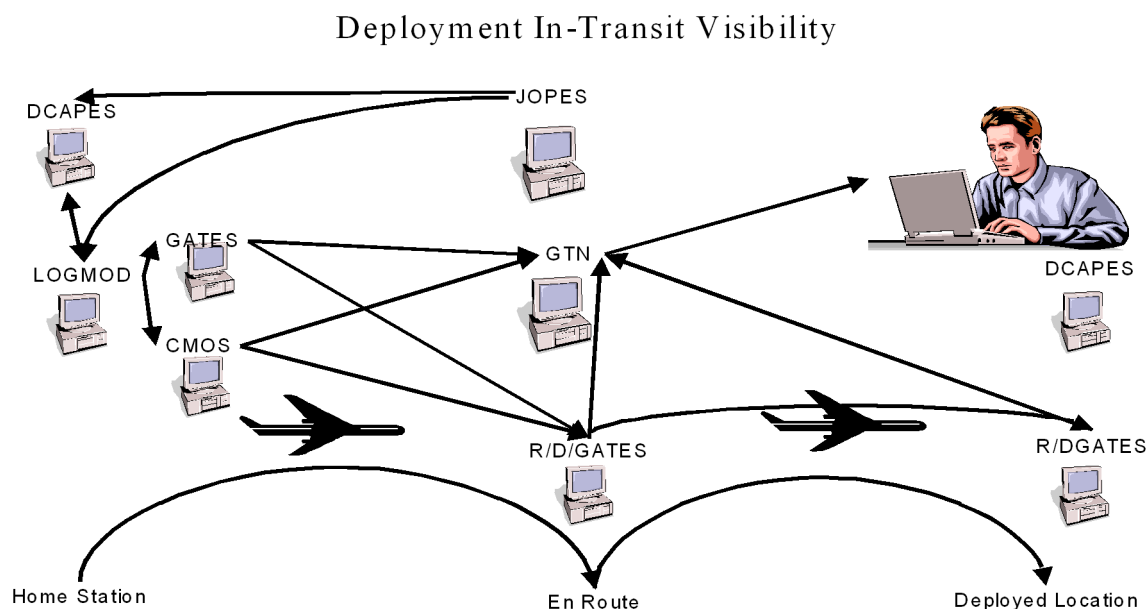 Deployment In-Transit Visibility
DCAPES
JOPES
GATES
LOGMOD
GTN
DCAPES
CMOS
R/D/GATES
R/DGATES
Home Station
En Route
Deployed Location